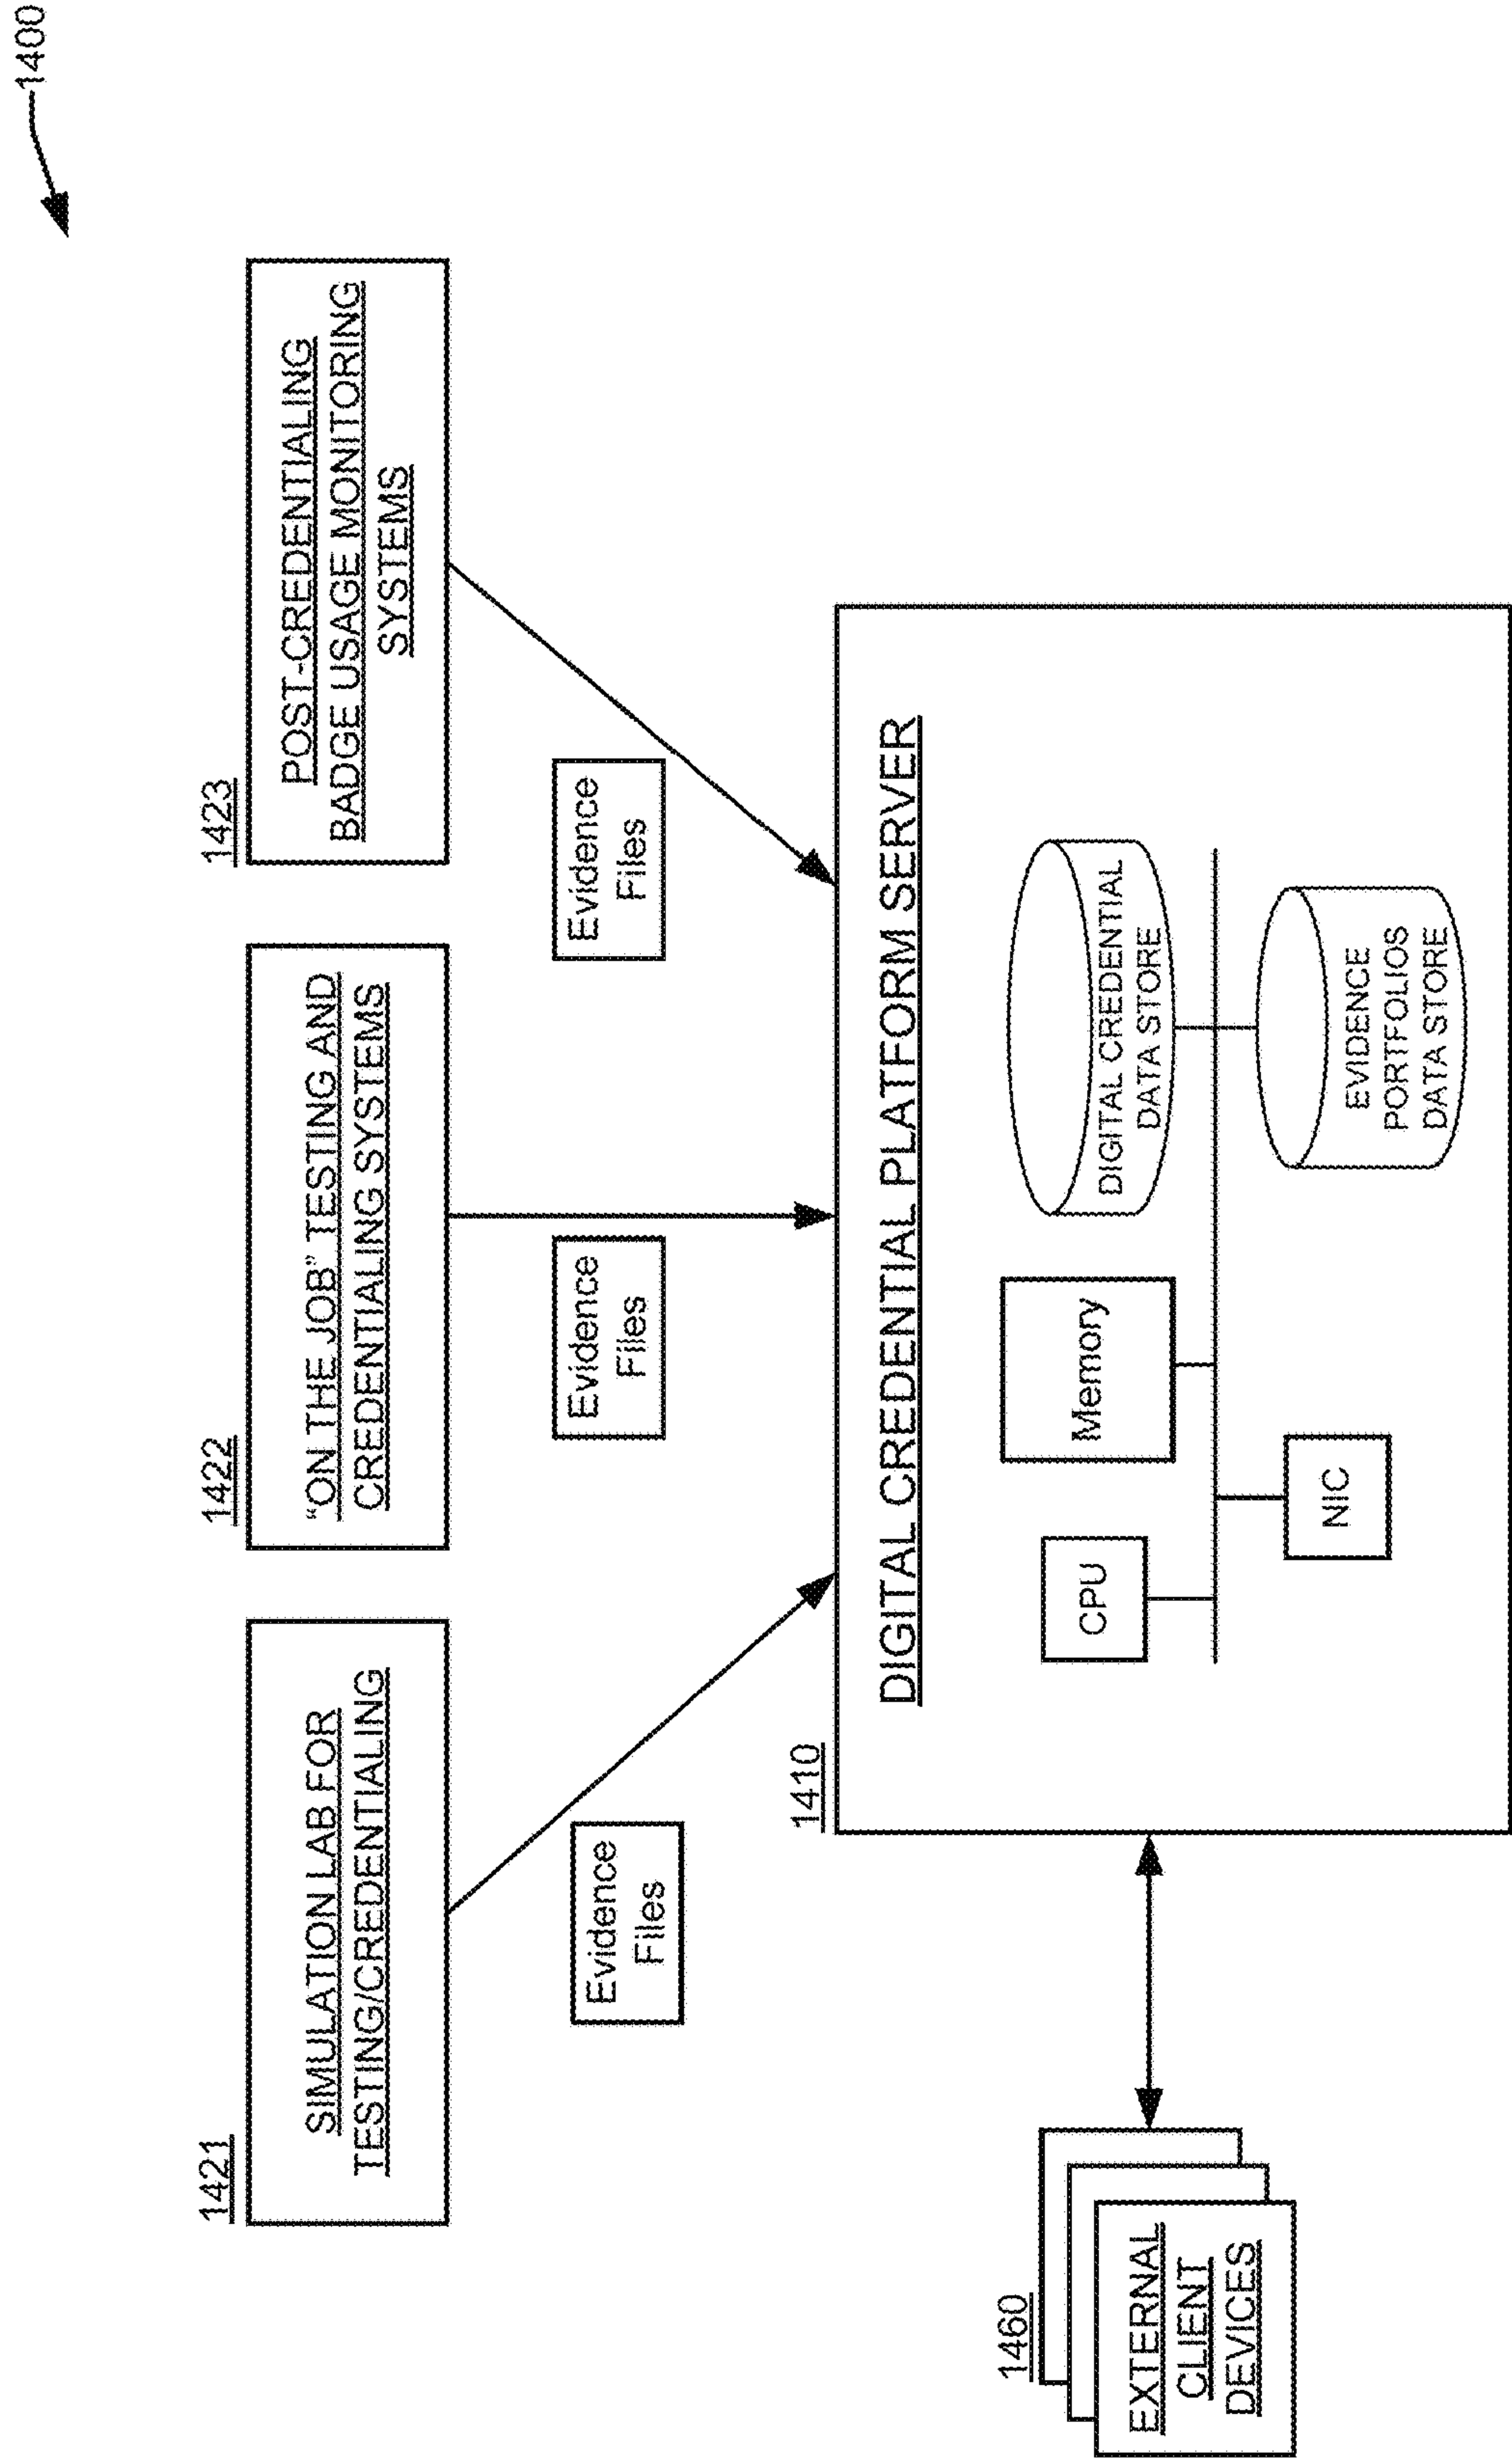 1400
1421
SIMULATION LAB FOR
TESTING/CREDENTIALING
1422
"ON THE JOB" TESTING AND
CREDENTIALING SYSTEMS
1423
POST-CREDENTIALING
BADGE USAGE MONITORING
SYSTEMS
Evidence
Files
Evidence
Files
Evidence
Files
1410
DIGITAL CREDENTIAL PLATFORM SERVER
CPU
Memory
DIGITAL CREDENTIAL
DATA STORE
NIC
EVIDENCE
PORTFOLIOS
DATA STORE
1460
EXTERNAL
CLIENT
DEVICES